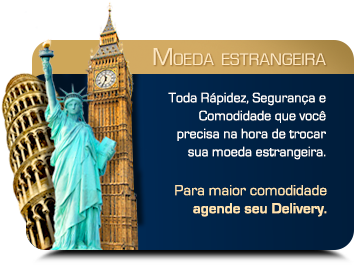 MOEDA ESTRANGEIRA
Toda Rápidez, Segurança e
Comodidade que você
precisa na hora de trocar
sua moeda estrangeira.
Para maior comodidade
agende seu Delivery.